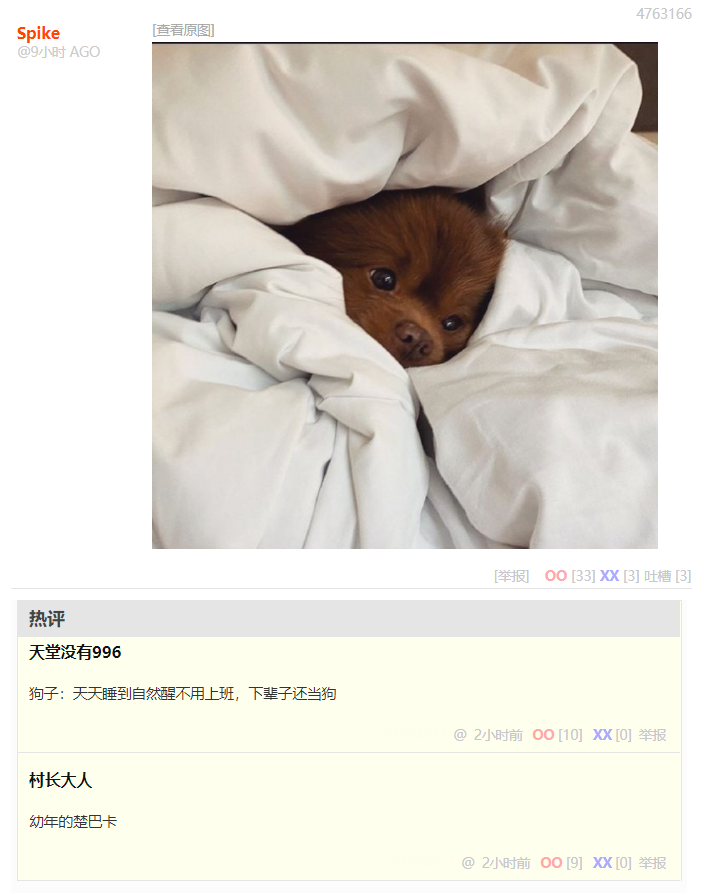 4763166
Spike
@9小时 AGO
[查看原图]
[举报] OO [33] XX [3] 吐槽 [3]
热评
天堂没有996
狗子：天天睡到自然醒不用上班，下辈子还当狗
@ 2小时前 OO [10] XX [0] 举报
村长大人
幼年的楚巴卡
@ 2小时前 OO [9] XX [0] 举报